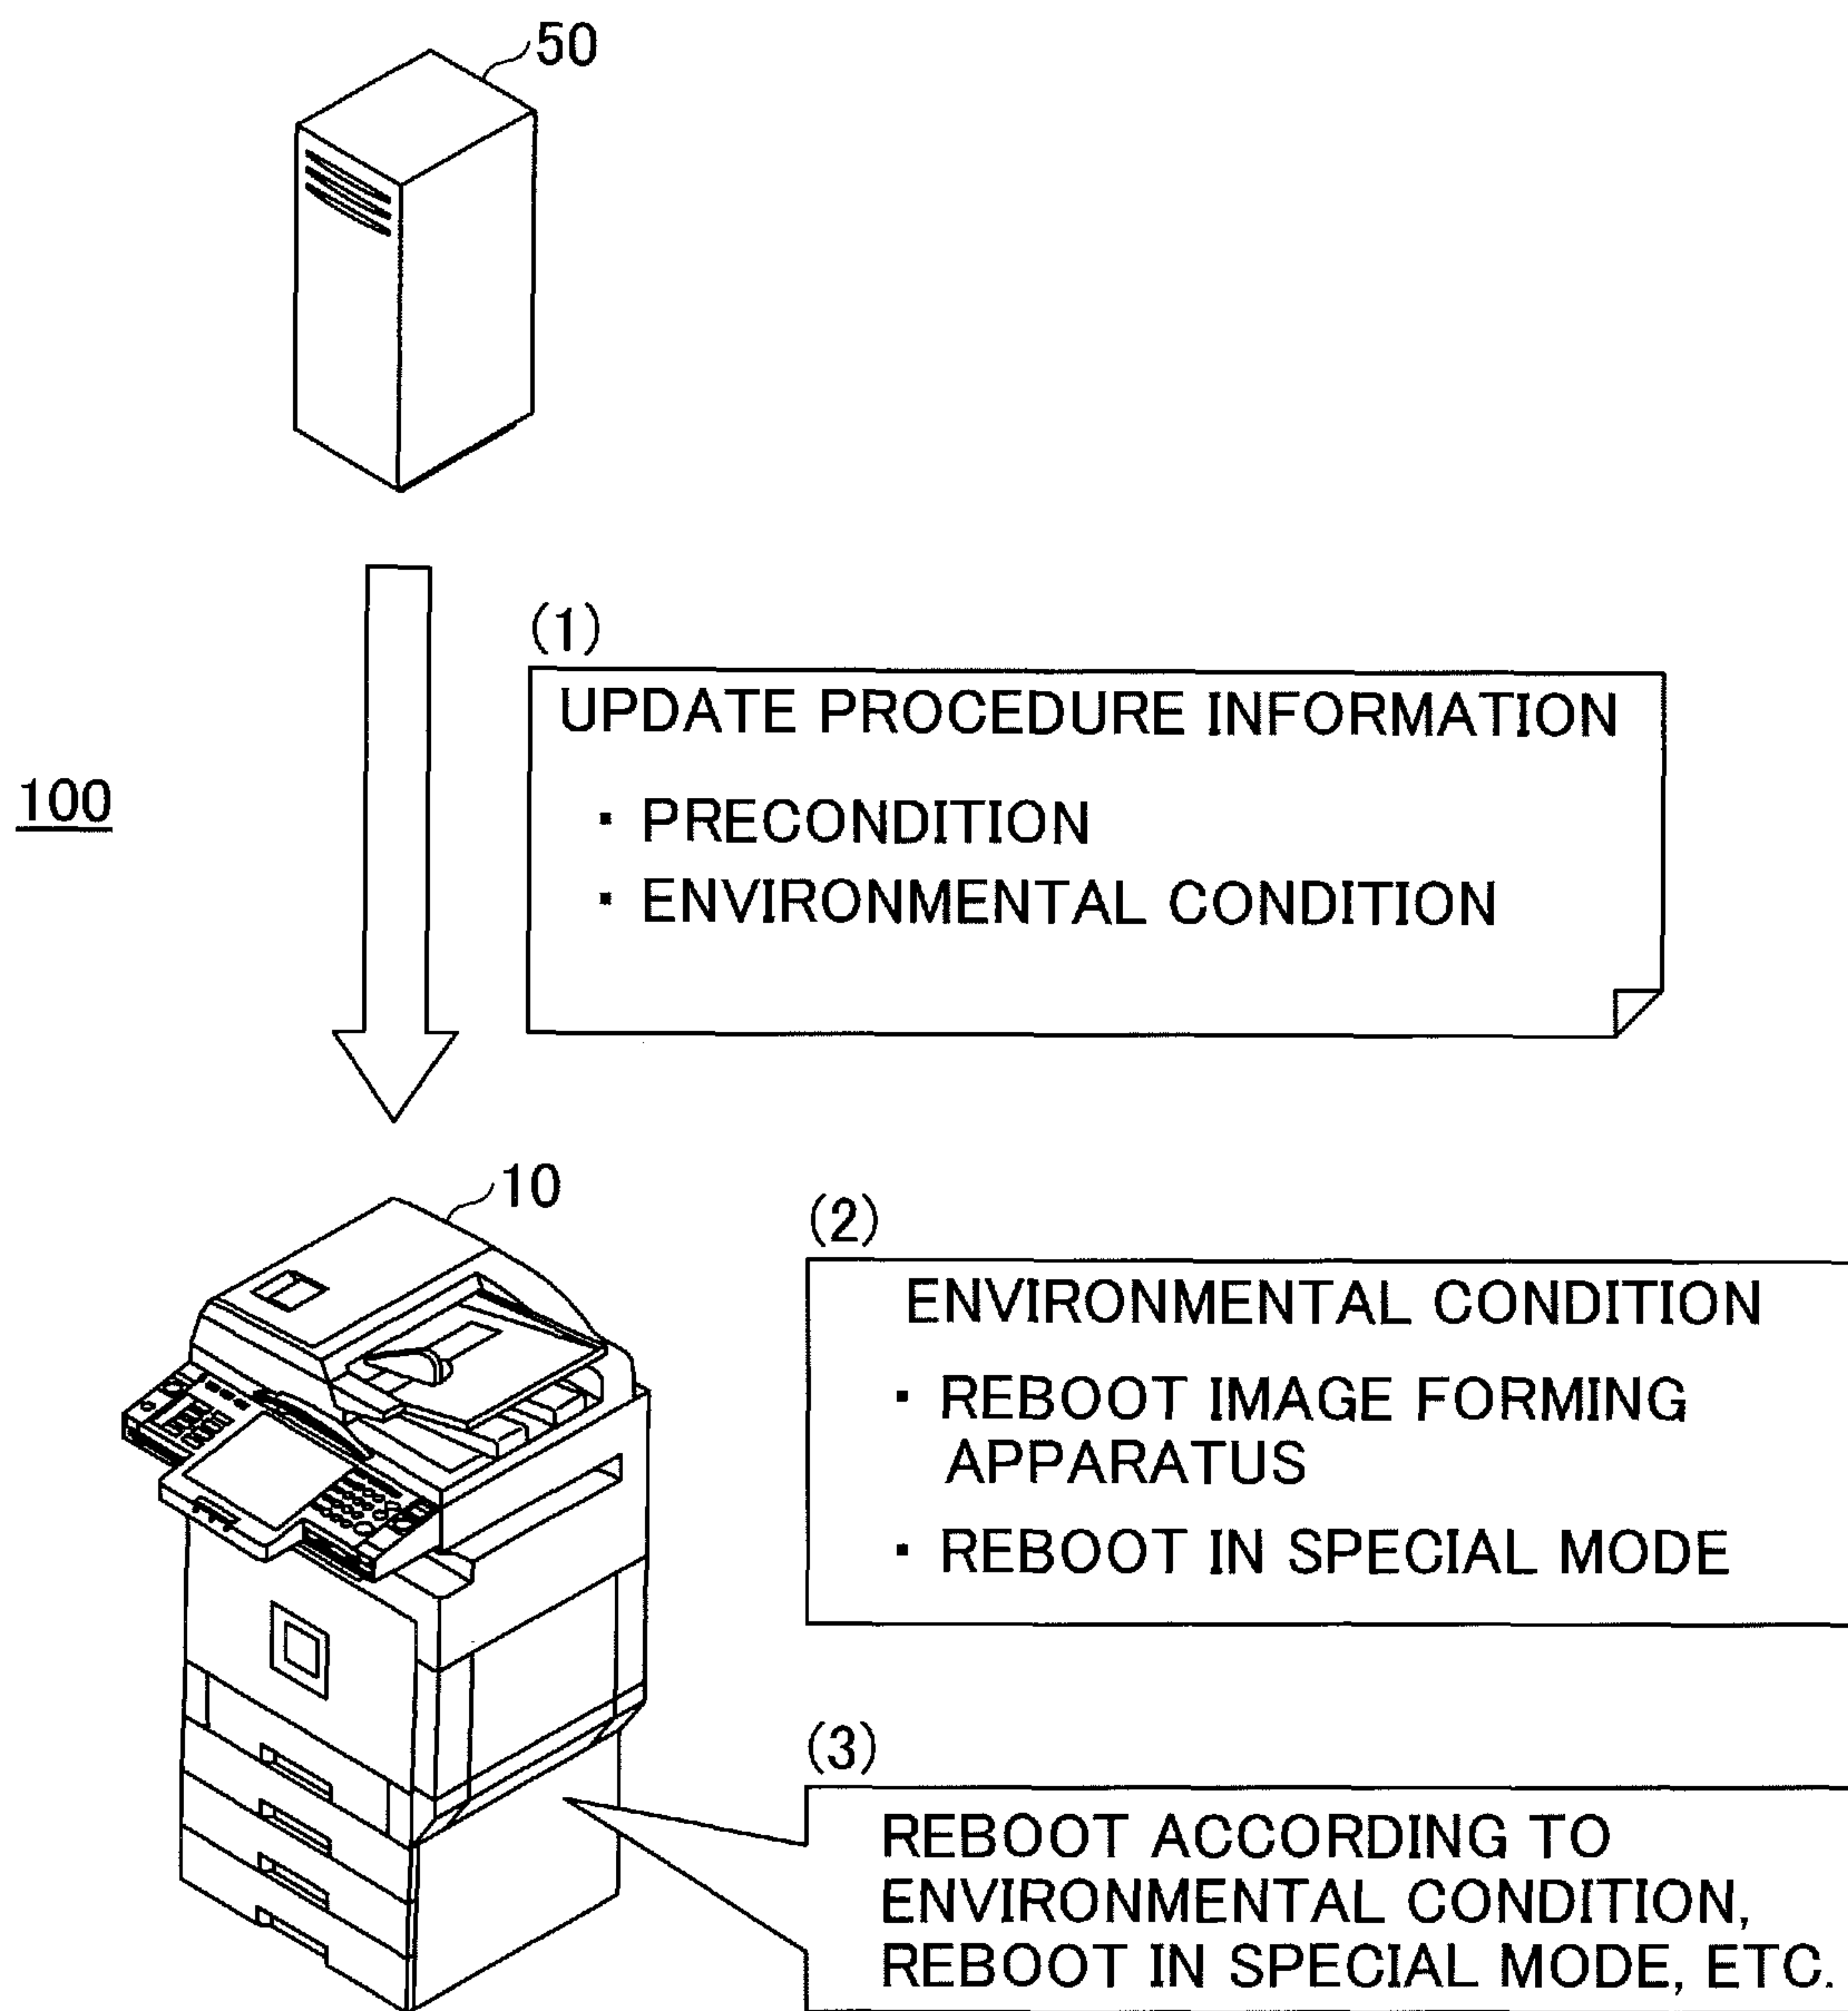 50
(1)
UPDATE PROCEDURE INFORMATION
100
· PRECONDITION
· ENVIRONMENTAL CONDITION
10
(2)
ENVIRONMENTAL CONDITION
· REBOOT IMAGE FORMING
APPARATUS
· REBOOT IN SPECIAL MODE
(3)
REBOOT ACCORDING TO
ENVIRONMENTAL CONDITION,
REBOOT IN SPECIAL MODE, ETC.